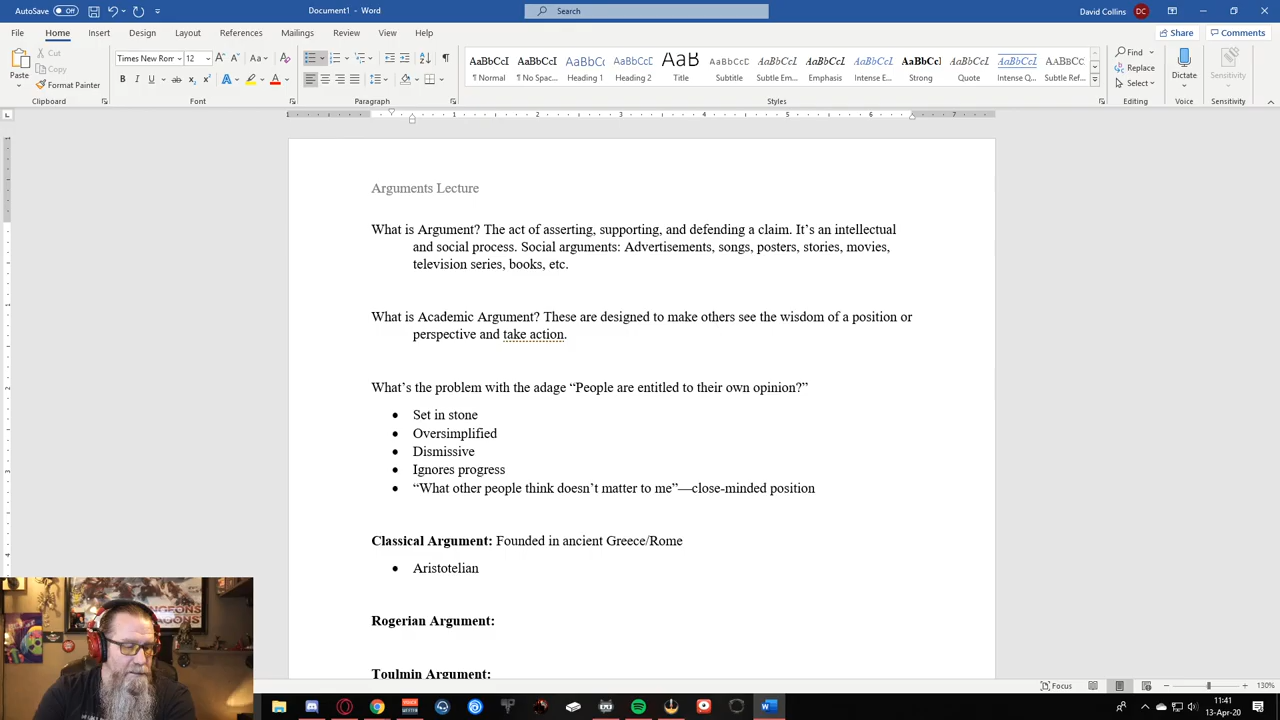 AutoSave
Off
Document1 - Word
Search
David Collins
DC
File
Home
Insert
Design
Layout
References
Mailings
Review
View
Help
Share
Comments
Paste
Cut
Copy
Format Painter
Clipboard
Times New Ron
12
Font
Paragraph
AaBbCcI
¶ Normal
AaBbCcI
¶ No Spac...
AaBbC(
Heading 1
AaBbCcD
Heading 2
AaB
Title
AaBbCcD
Subtitle
AaBbCcI
Subtle Em...
AaBbCcI
Emphasis
AaBbCcI
Intense E...
AaBbCc
Strong
AaBbCcI
Quote
AaBbCcI
Intense Q...
AABBCC
Subtle Ref...
Styles
Find
Replace
Select
Editing
Dictate
Voice
Sensitivity
Sensitivity
Arguments Lecture
What is Argument? The act of asserting, supporting, and defending a claim. It’s an intellectual
and social process. Social arguments: Advertisements, songs, posters, stories, movies,
television series, books, etc.
What is Academic Argument? These are designed to make others see the wisdom of a position or
perspective and take action.
What’s the problem with the adage “People are entitled to their own opinion?”
• Set in stone
• Oversimplified
• Dismissive
• Ignores progress
• “What other people think doesn’t matter to me”—close-minded position
Classical Argument: Founded in ancient Greece/Rome
• Aristotelian
Rogerian Argument:
Toulmin Argument:
Focus
130%
11:41
13-Apr-20